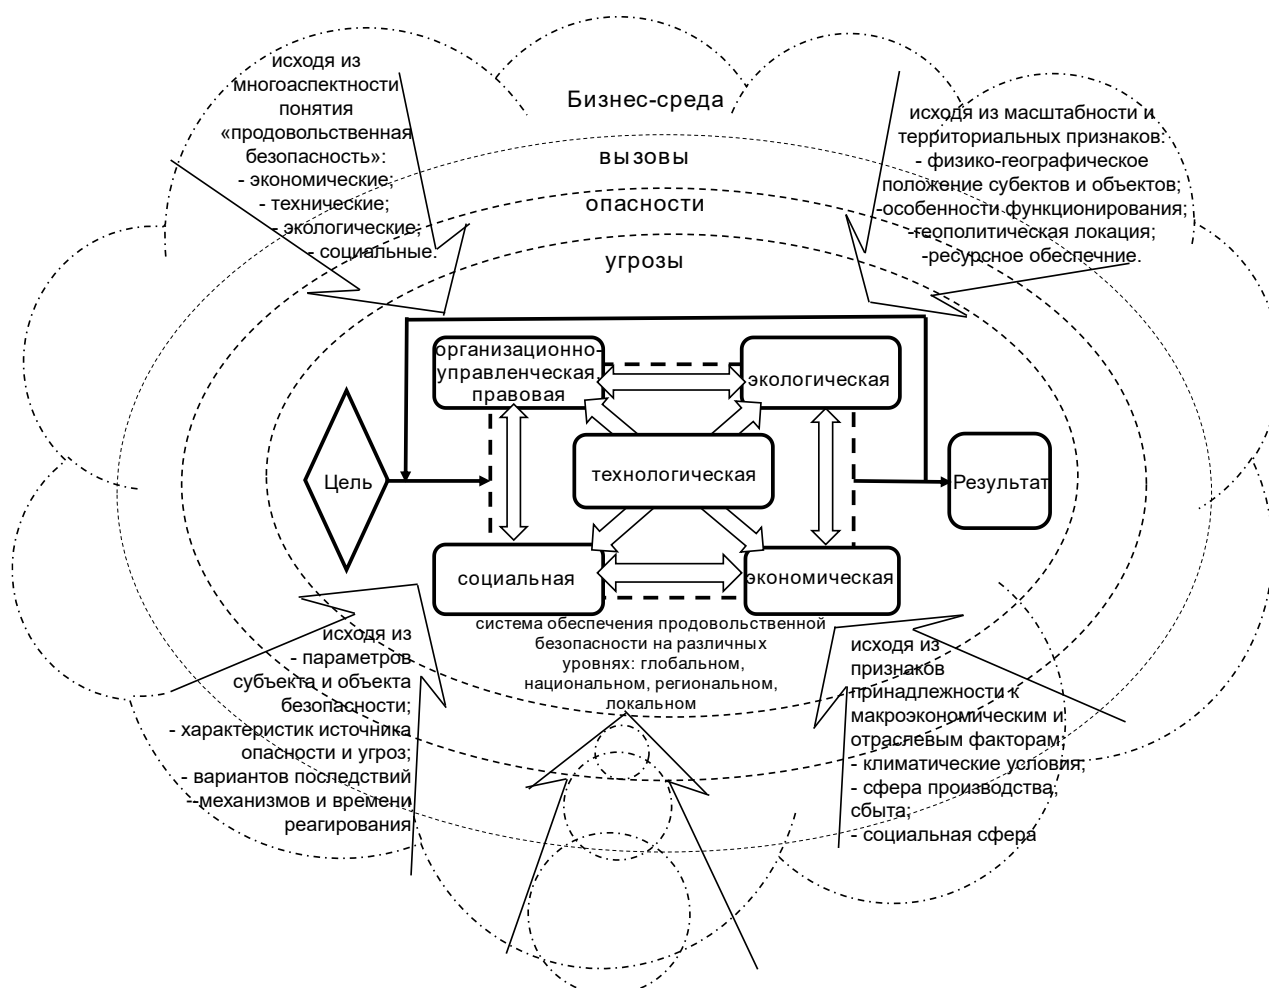 исходя из
многоаспектности
понятия
«продовольственная
безопасность»:
- экономические;
- технические;
- экологические;
- социальные.
Бизнес-среда
вызовы
опасности
угрозы
исходя из масштабности и
территориальных признаков:
- физико-географическое
положение субектов и объектов;
-особенности функционирования;
-геополитическая локация;
-ресурсное обеспечние.
организационно-
управленческая,
правовая
экологическая
Цель
технологическая
Результат
социальная
экономическая
система обеспечения продовольственной
безопасности на различных
уровнях: глобальном,
национальном, региональном,
локальном
исходя из
- параметров
субъекта и объекта
безопасности;
- характеристик источника
опасности и угроз;
- вариантов последствий
--механизмов и времени
реагирования
исходя из
признаков
принадлежности к
макроэкономическим и
отраслевым факторам;
- климатические условия;
- сфера производства,
сбыта;
- социальная сфера